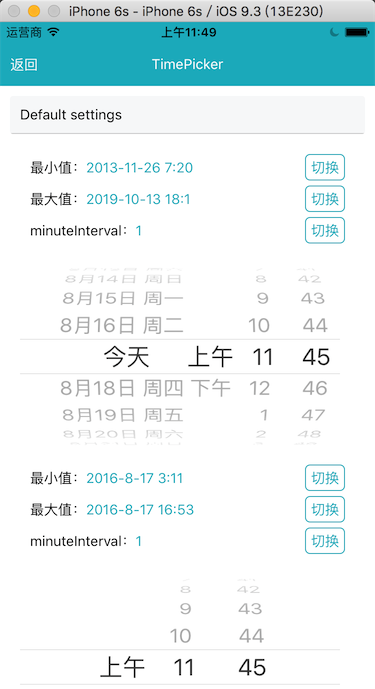 iPhone 6s - iPhone 6s / iOS 9.3 (13E230)
运营商 上午11:49
返回 TimePicker
Default settings
最小值：2013-11-26 7:20 切换
最大值：2019-10-13 18:1 切换
minuteInterval：1 切换
8月14日 周日 8 42
8月15日 周一 9 43
8月16日 周二 10 44
今天 上午 11 45
8月18日 周四 下午 12 46
8月19日 周五 1 47
8月20日 周六 2 48
最小值：2016-8-17 3:11 切换
最大值：2016-8-17 16:53 切换
minuteInterval：1 切换
8 42
9 43
10 44
上午 11 45